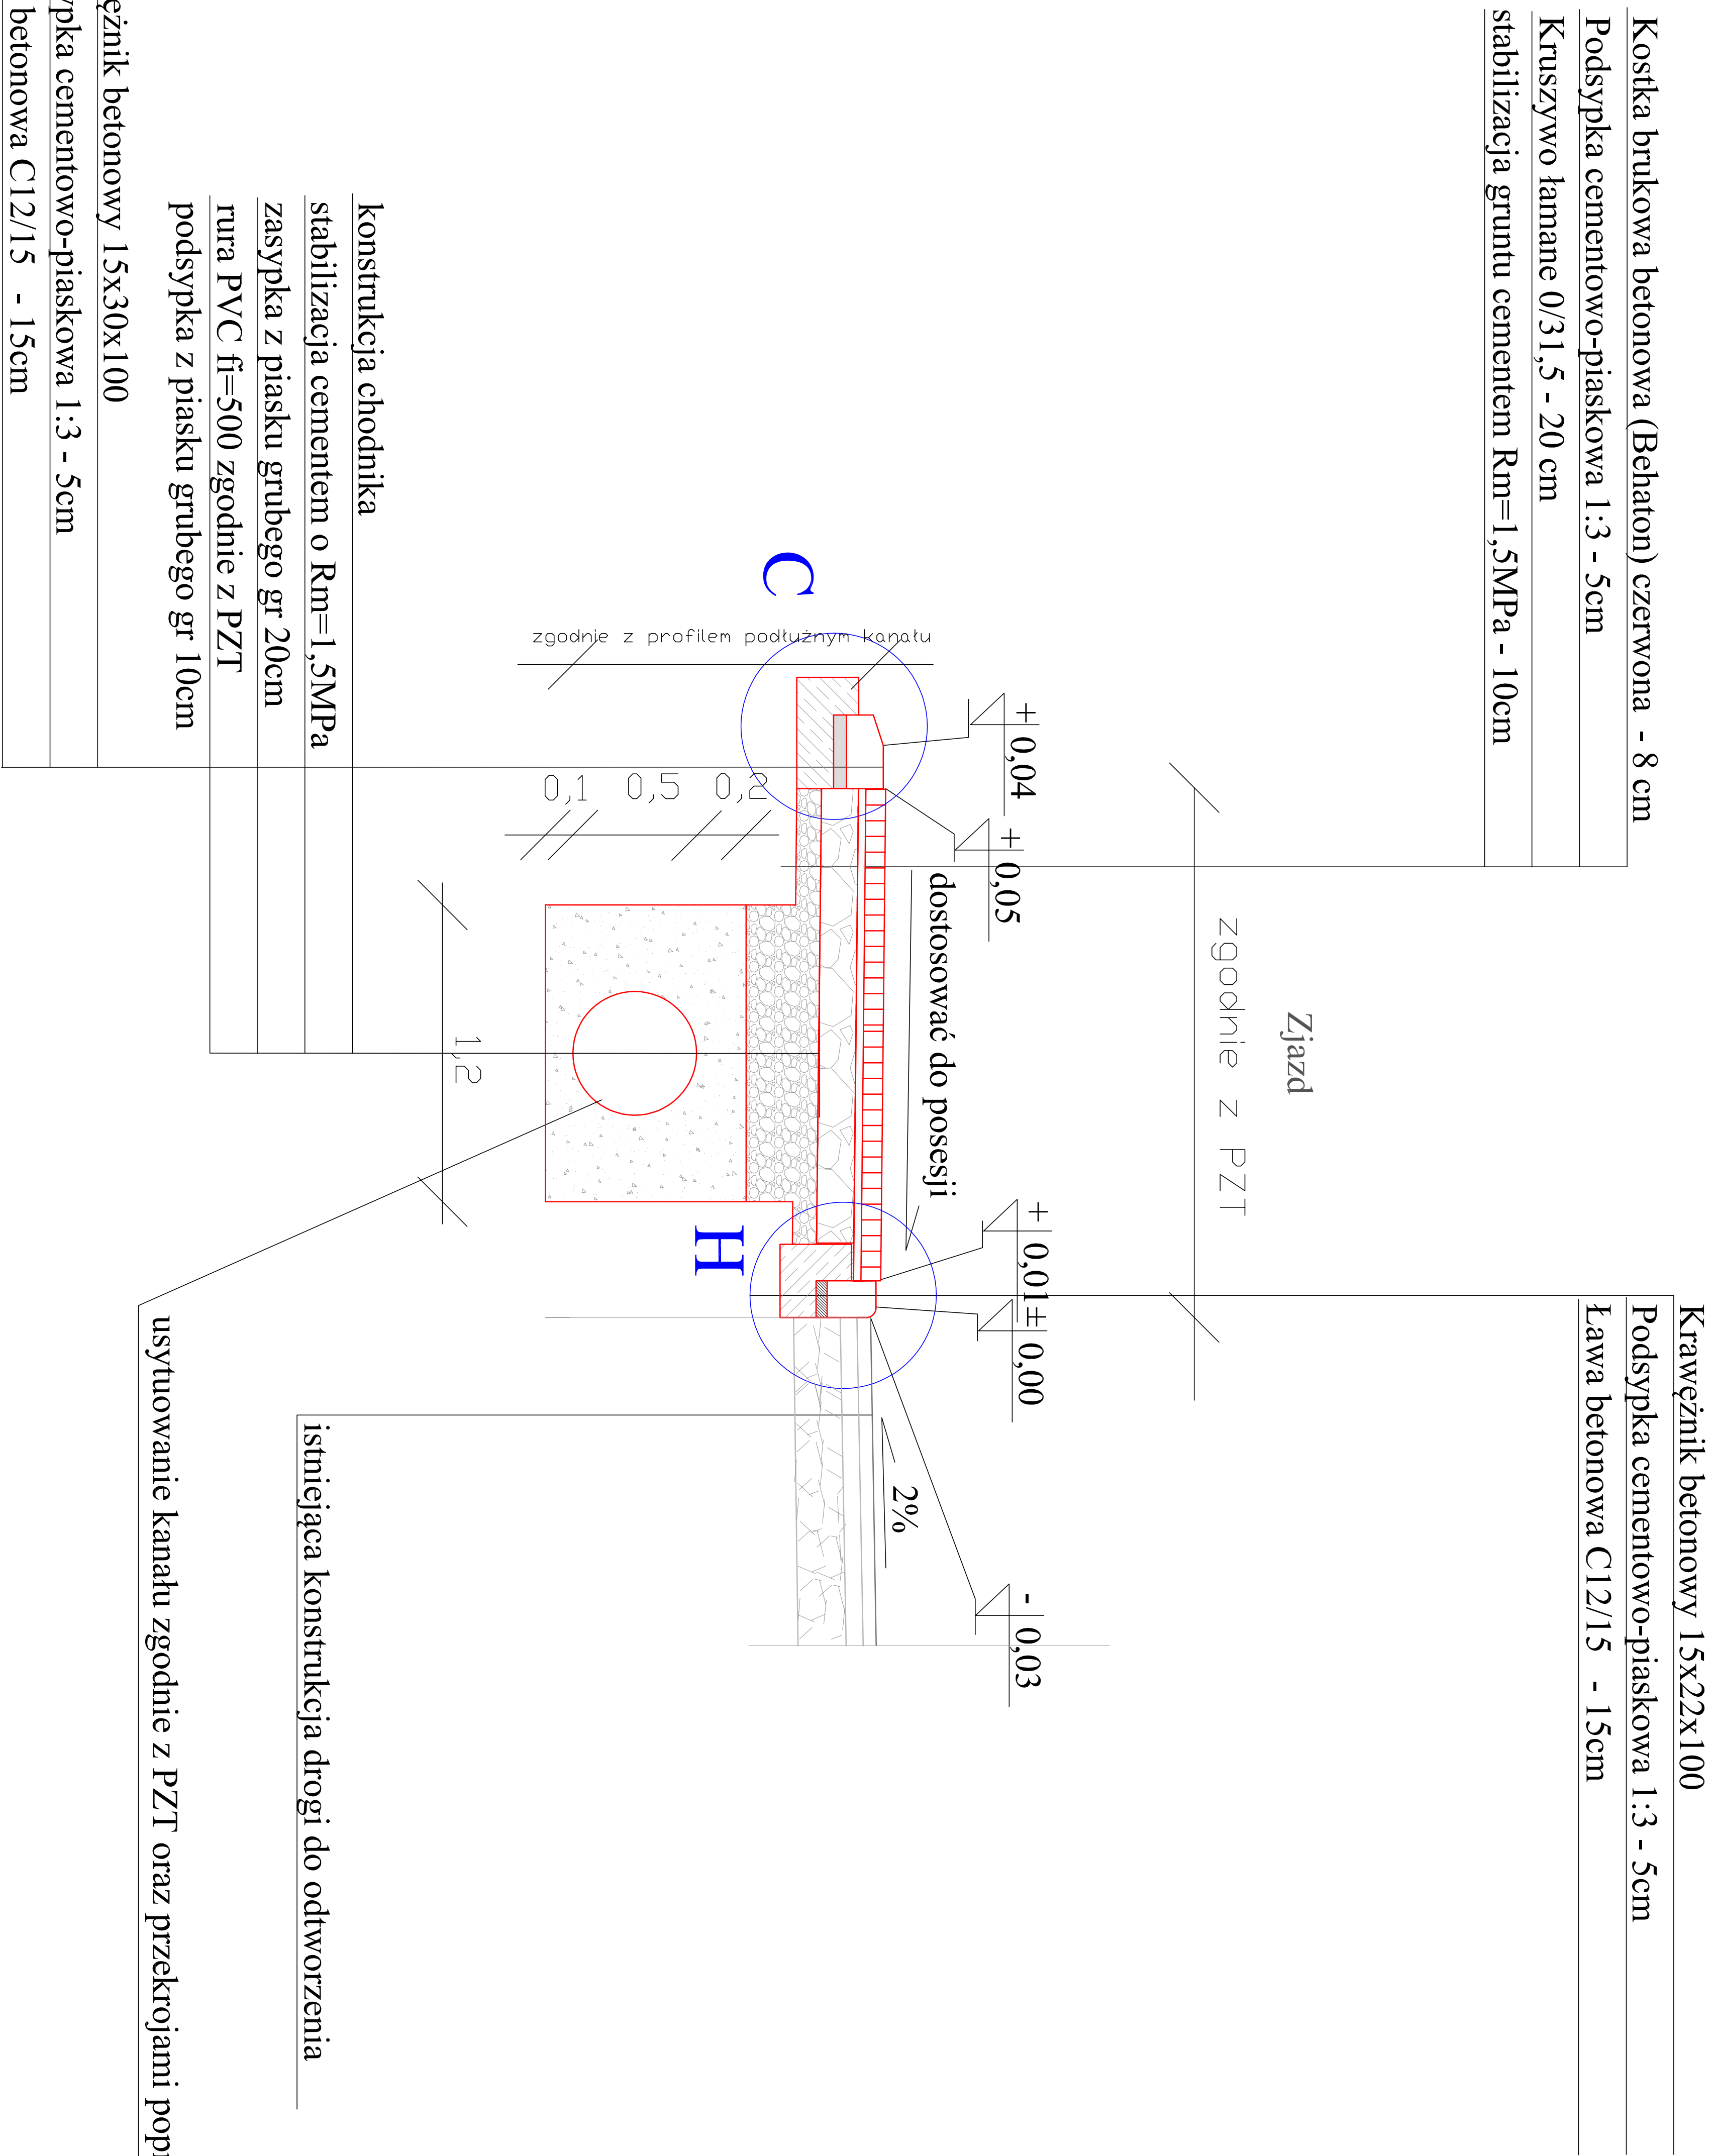 Kostka brukowa betonowa (Behaton) czerwona - 8 cm
Podsypka cementowo-piaskowa 1:3 - 5cm
Kruszywo łamane 0/31,5 - 20 cm
stabilizacja gruntu cementem Rm=1,5MPa - 10cm
Krawężnik betonowy 15x22x100
Podsypka cementowo-piaskowa 1:3 - 5cm
Ława betonowa C12/15 - 15cm
Zjazd
zgodnie z PZT
+ 0,04
+ 0,05
+ 0,01
± 0,00
- 0,03
dostosować do posesji
2%
C
zgodnie z profilem podłużnym kanału
H
0,2
0,5
0,1
1,2
konstrukcja chodnika
stabilizacja cementem o Rm=1,5MPa
zasypka z piasku grubego gr 20cm
rura PVC fi=500 zgodnie z PZT
podsypka z piasku grubego gr 10cm
istniejąca konstrukcja drogi do odtworzenia
usytuowanie kanału zgodnie z PZT oraz przekrojami
betonowy 15x30x100
cementowo-piaskowa 1:3 - 5cm
betonowa C12/15 - 15cm